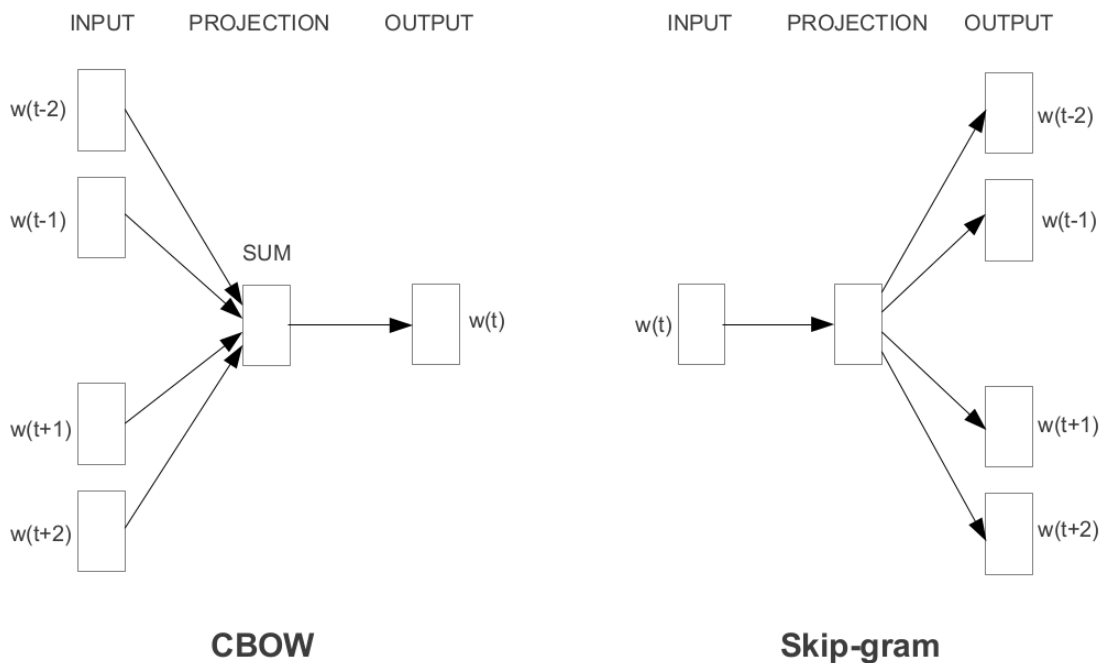 INPUT PROJECTION OUTPUT
w(t-2)
w(t-1)
SUM
w(t)
w(t+1)
w(t+2)
CBOW
INPUT PROJECTION OUTPUT
w(t-2)
w(t-1)
w(t)
w(t+1)
w(t+2)
Skip-gram